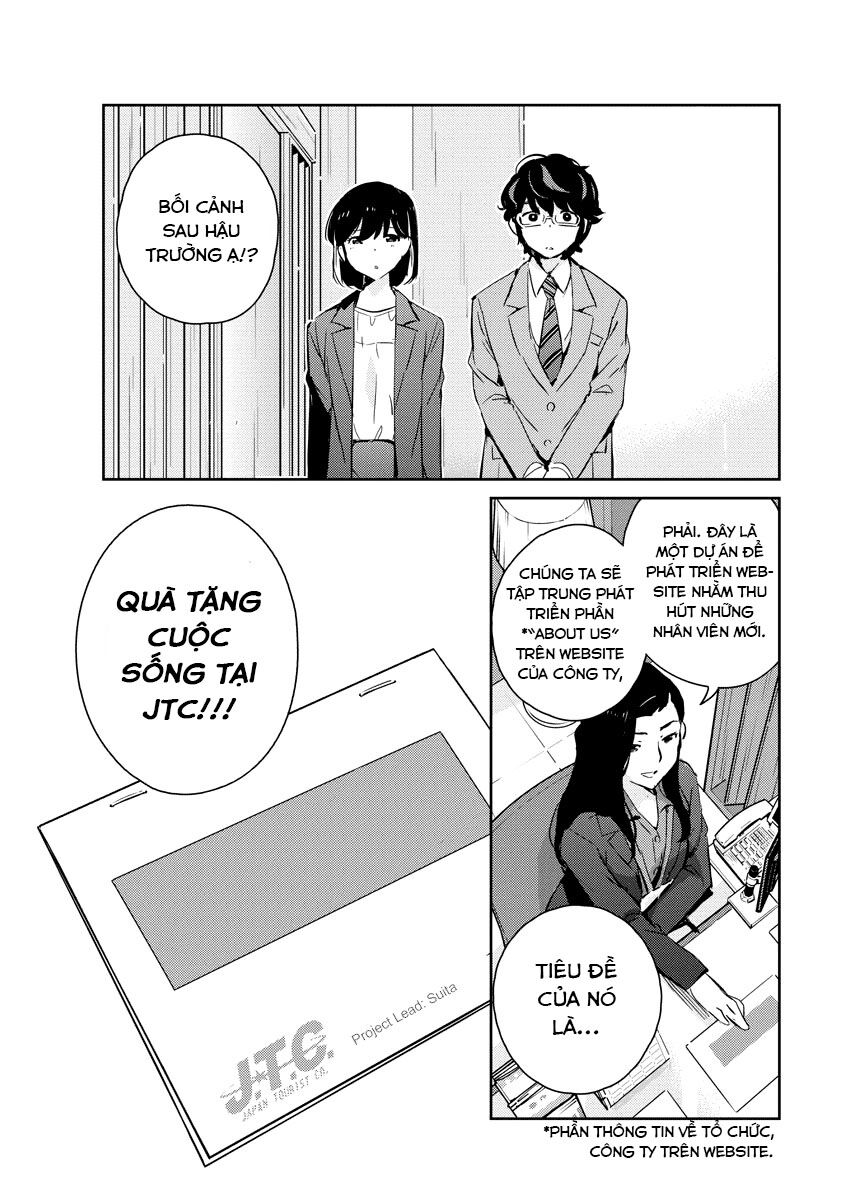 BỐI CẢNH
SAU HẬU
TRƯỜNG Ạ!?
PHẢI. ĐÂY LÀ
MỘT DỰ ÁN ĐỂ
PHÁT TRIỂN WEB-
SITE NHẰM THU
HÚT NHỮNG
NHÂN VIÊN MỚI.
CHÚNG TA SẼ
TẬP TRUNG PHÁT
TRIỂN PHẦN
*“ABOUT US”
TRÊN WEBSITE
CỦA CÔNG TY,
TIÊU ĐỀ
CỦA NÓ
LÀ...
*PHẦN THÔNG TIN VỀ TỔ CHỨC,
CÔNG TY TRÊN WEBSITE.
QUÀ TẶNG
CUỘC
SỐNG TẠI
JTC!!!
Project Lead: Suita
J.T.C.
JAPAN TOURIST CO.